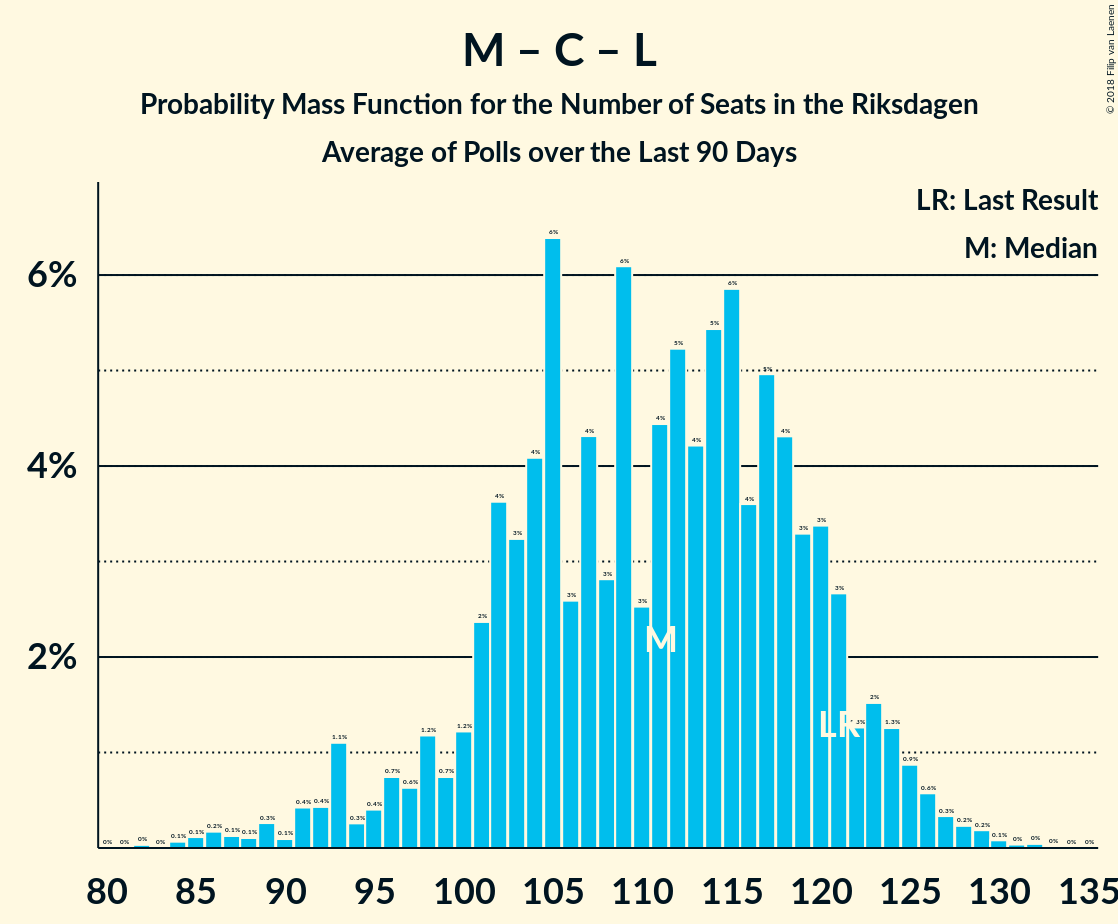 M – C – L
Probability Mass Function for the Number of Seats in the Riksdagen
Average of Polls over the Last 90 Days
© 2018 Filip van Laenen
LR: Last Result
M: Median
6%
4%
2%
0% 0% 0% 0% 0.1% 0.1% 0.2% 0.1% 0.1% 0.3% 0.1% 0.4% 0.4% 1.1% 0.3% 0.4% 0.7% 0.6% 1.2% 0.7% 1.2% 2% 4% 3% 4% 6% 3% 4% 3% 6% 3% 4% 5% 4% 5% 6% 4% 5% 4% 3% 3% 3% 2% 1.3% 0.9% 0.6% 0.3% 0.2% 0.2% 0.1% 0% 0% 0% 0% 0%
M
LR
80 85 90 95 100 105 110 115 120 125 130 135